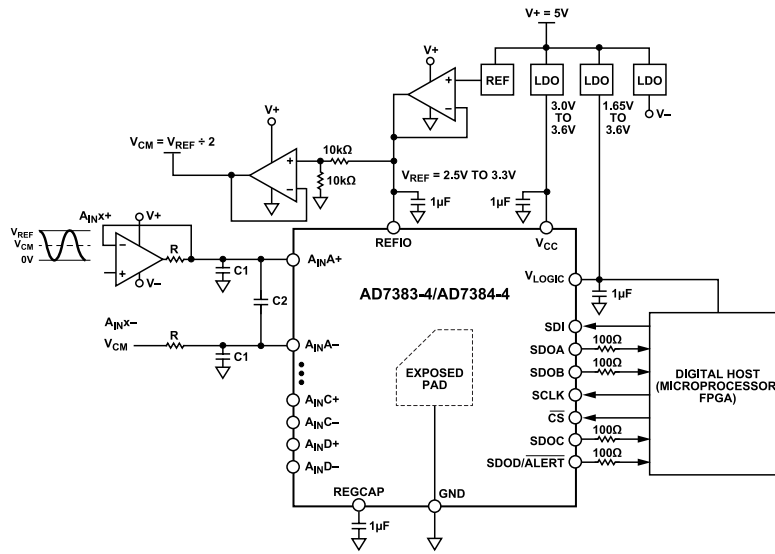 V+ = 5V
V+
REF
LDO
LDO
LDO
V–
3.0V
TO
3.6V
1.65V
TO
3.6V
V+
VCM = VREF ÷ 2
10kΩ
10kΩ
VREF = 2.5V TO 3.3V
1µF
1µF
AINx+
V+
VREF
VCM
0V
R
V–
C1
C2
AINx–
VCM
R
C1
REFIO
VCC
AINA+
AINA–
AINC+
AINC–
AIND+
AIND–
AD7383-4/AD7384-4
EXPOSED
PAD
VLOGIC
1µF
SDI
SDOA
100Ω
SDOB
100Ω
SCLK
CS
SDOC
100Ω
SDOD/ALERT
100Ω
DIGITAL HOST
(MICROPROCESSOR
FPGA)
REGCAP
GND
1µF